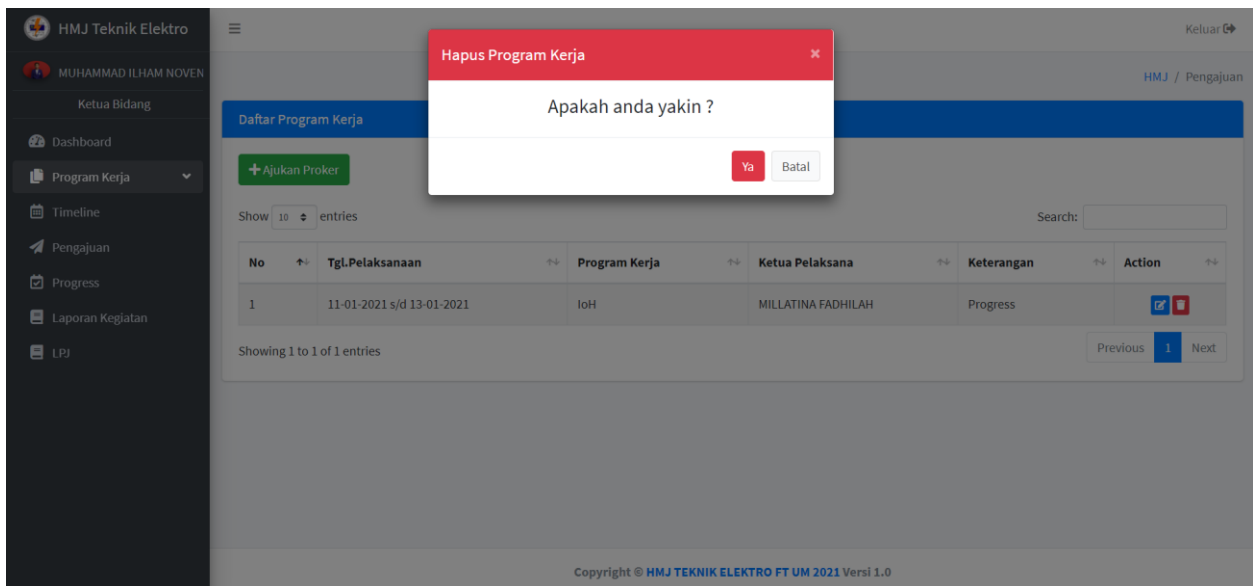 HMJ Teknik Elektro
MUHAMMAD ILHAM NOVEN
Ketua Bidang
Dashboard
Program Kerja
Timeline
Pengajuan
Progress
Laporan Kegiatan
LPJ
Keluar
HMJ / Pengajuan
Hapus Program Kerja ×
Apakah anda yakin ?
Ya Batal
Daftar Program Kerja
+ Ajukan Proker
Show 10 entries Search:
No Tgl.Pelaksanaan Program Kerja Ketua Pelaksana Keterangan Action
1 11-01-2021 s/d 13-01-2021 IoH MILLATINA FADHILAH Progress
Showing 1 to 1 of 1 entries Previous 1 Next
Copyright © HMJ TEKNIK ELEKTRO FT UM 2021 Versi 1.0